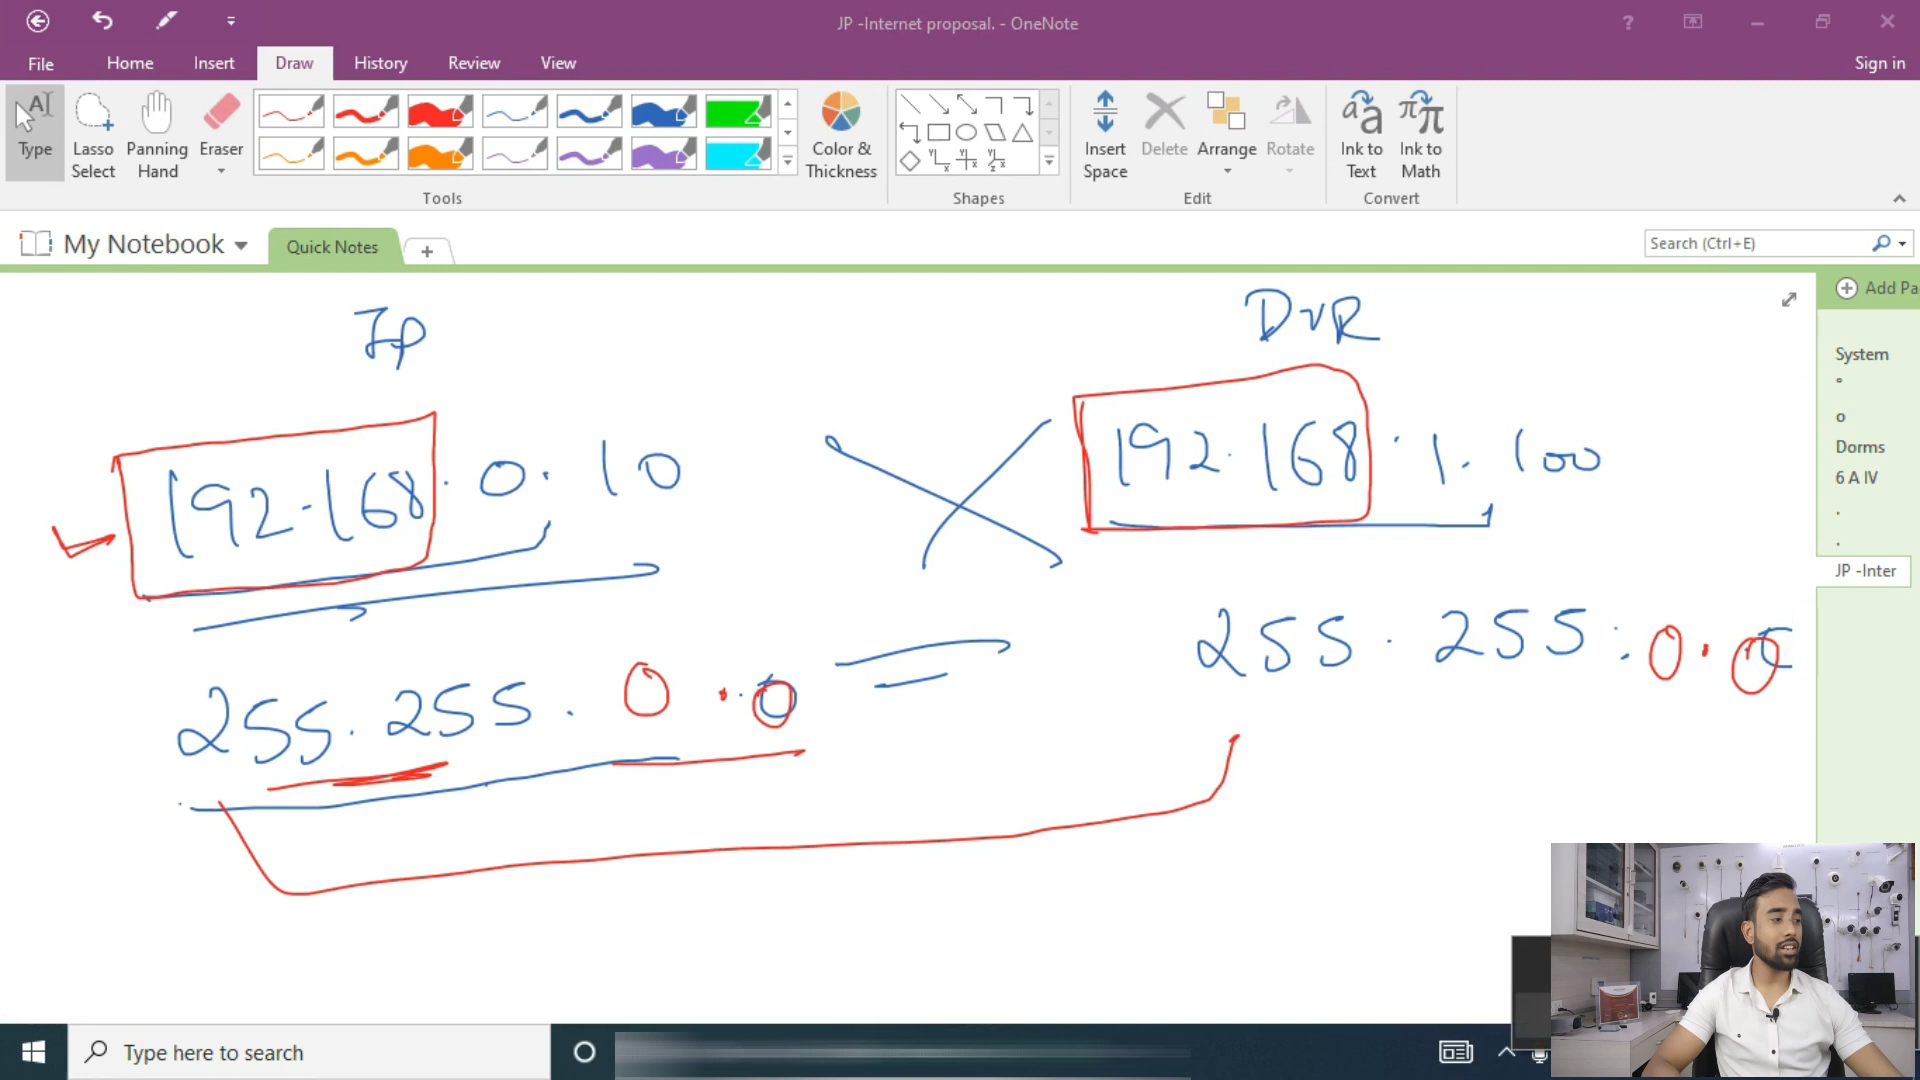 JP -Internet proposal. - OneNote
?
File
Home
Insert
Draw
History
Review
View
Sign in
Type
Lasso Select
Panning Hand
Eraser
Color & Thickness
Insert Space
Delete
Arrange
Rotate
Ink to Text
Ink to Math
Tools
Shapes
Edit
Convert
My Notebook
Quick Notes
Search (Ctrl+E)
Add Pa
System
Dorms
6 A IV
JP -Inter
Ip
DvR
192.168.0.10
192.168.1.100
255.255.0.0
255.255.0.0
Type here to search